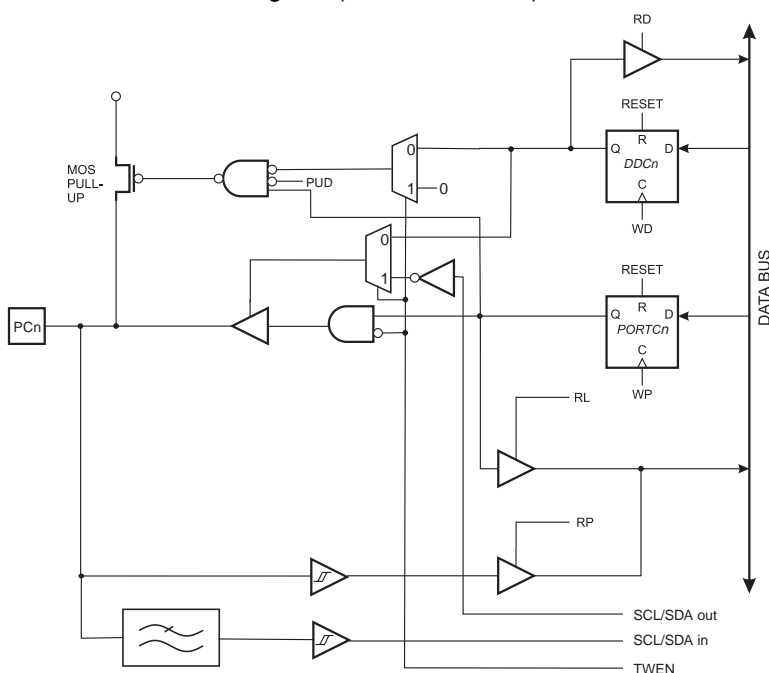 RD
RESET
R
Q
D
DDCn
C
WD
MOS
PULL-
UP
PUD
0
1
0
0
1
RESET
R
Q
D
PORTCn
C
WP
DATA BUS
PCn
RL
RP
SCL/SDA out
SCL/SDA in
TWEN